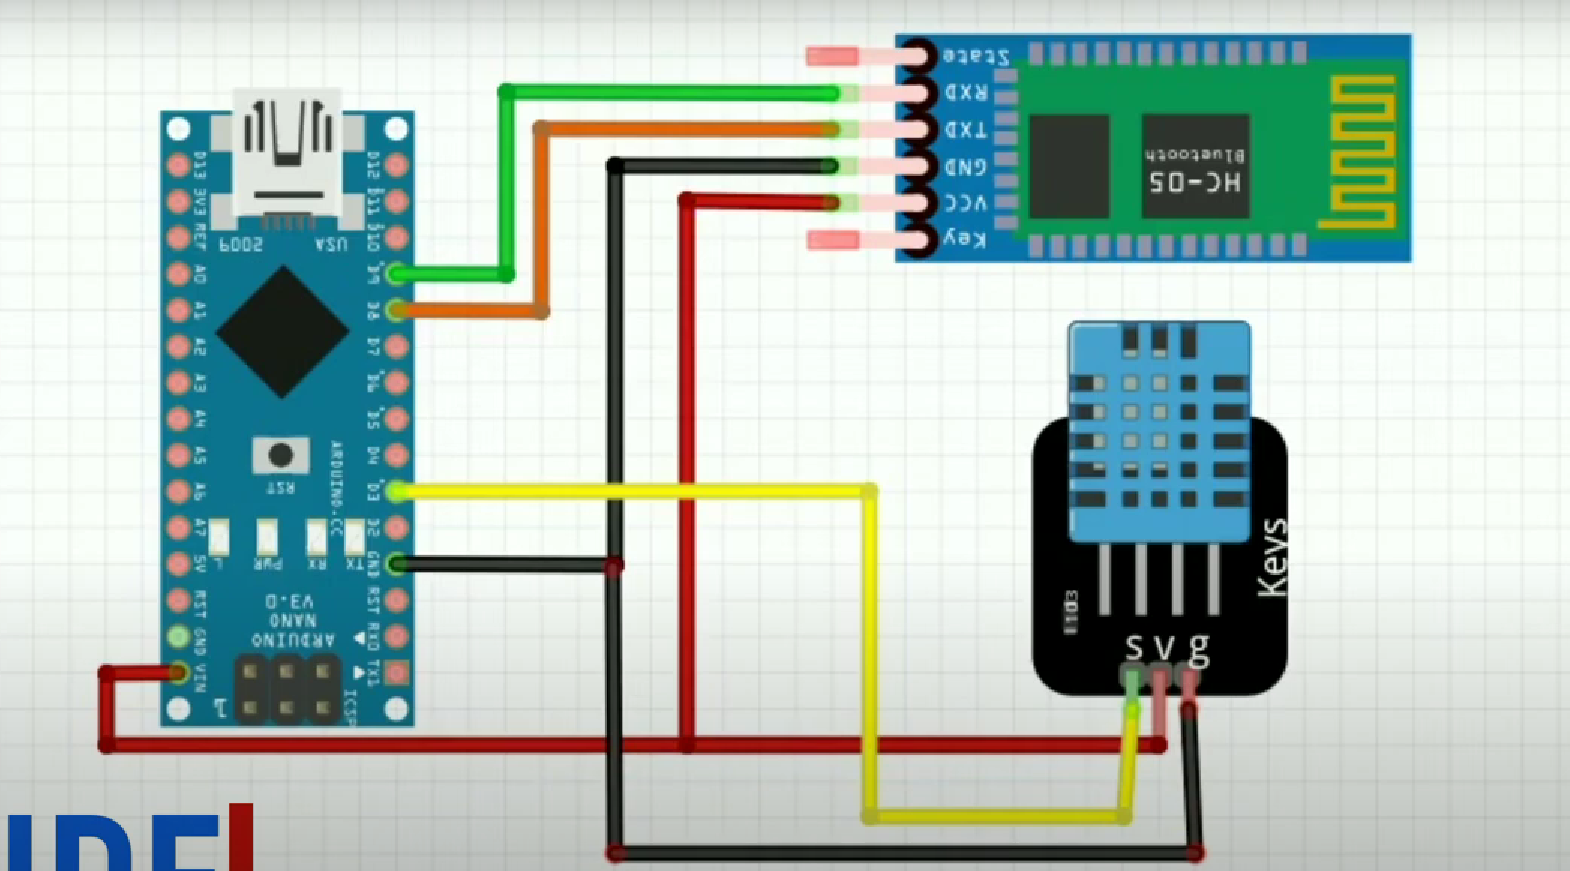 State
RXD
TXD
GND
VCC
Key
Bluetooth
HC-05
D13
3V3
REF
A0
A1
A2
A3
A4
A5
A6
A7
5V
RST
GND
VIN
D12
D11
D10
D9
D8
D7
D6
D5
D4
D3
D2
GND
RST
RXD
TX1
2009
USA
RST
ARDUINO.CC
L
PWR
RX
TX
V3.0
NANO
ARDUINO
1
ICSP
Keys
S V g